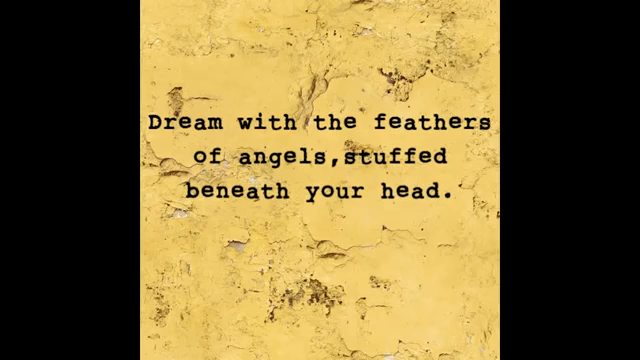 Dream with the feathers
of angels,stuffed
beneath your head.